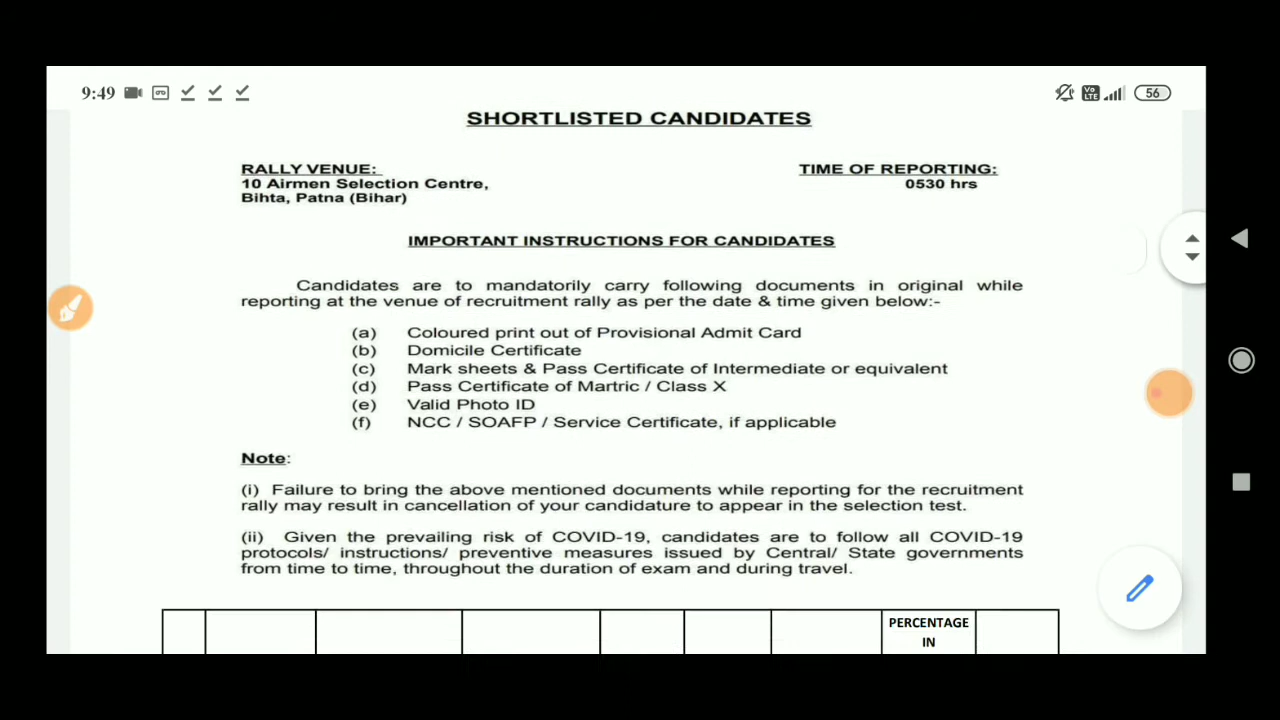 9:49
Vo LTE
56
SHORTLISTED CANDIDATES
RALLY VENUE:
TIME OF REPORTING:
10 Airmen Selection Centre,
0530 hrs
Bihta, Patna (Bihar)
IMPORTANT INSTRUCTIONS FOR CANDIDATES
Candidates are to mandatorily carry following documents in original while
reporting at the venue of recruitment rally as per the date & time given below:-
(a) Coloured print out of Provisional Admit Card
(b) Domicile Certificate
(c) Mark sheets & Pass Certificate of Intermediate or equivalent
(d) Pass Certificate of Martric / Class X
(e) Valid Photo ID
(f) NCC / SOAFP / Service Certificate, if applicable
Note:
(i) Failure to bring the above mentioned documents while reporting for the recruitment
rally may result in cancellation of your candidature to appear in the selection test.
(ii) Given the prevailing risk of COVID-19, candidates are to follow all COVID-19
protocols/ instructions/ preventive measures issued by Central/ State governments
from time to time, throughout the duration of exam and during travel.
PERCENTAGE
IN